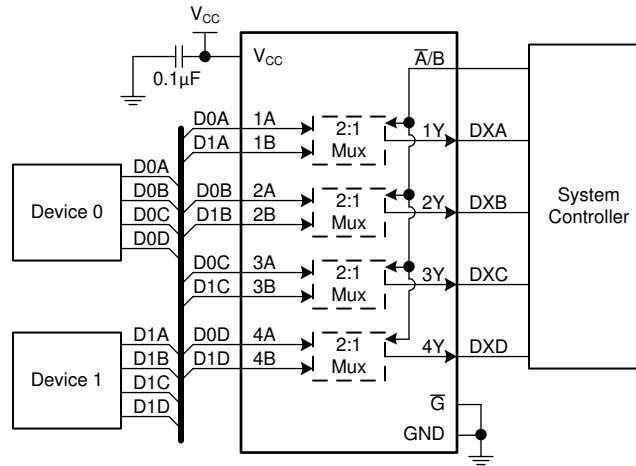 VCC
0.1µF
VCC
A̅/B
D0A 1A
D1A 1B
2:1 Mux
1Y DXA
D0B 2A
D1B 2B
2:1 Mux
2Y DXB
D0C 3A
D1C 3B
2:1 Mux
3Y DXC
D0D 4A
D1D 4B
2:1 Mux
4Y DXD
G̅
GND
Device 0
D0A
D0B
D0C
D0D
Device 1
D1A
D1B
D1C
D1D
System
Controller